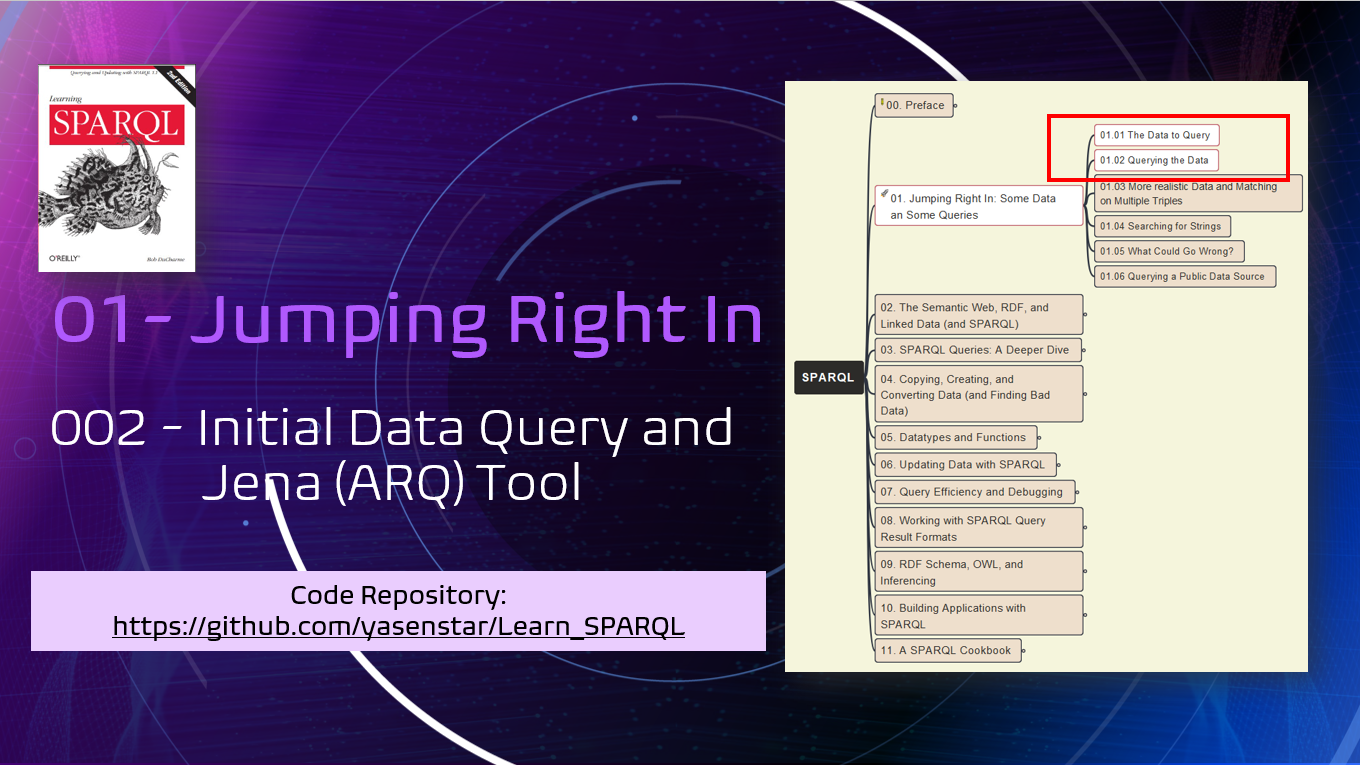 Querying and Updating with SPARQL 1.1
2nd Edition
Learning
SPARQL
O'REILLY
Bob DuCharme
01- Jumping Right In
002 - Initial Data Query and
Jena (ARQ) Tool
Code Repository:
https://github.com/yasenstar/Learn_SPARQL
SPARQL
00. Preface
01. Jumping Right In: Some Data
an Some Queries
01.01 The Data to Query
01.02 Querying the Data
01.03 More realistic Data and Matching
on Multiple Triples
01.04 Searching for Strings
01.05 What Could Go Wrong?
01.06 Querying a Public Data Source
02. The Semantic Web, RDF, and
Linked Data (and SPARQL)
03. SPARQL Queries: A Deeper Dive
04. Copying, Creating, and
Converting Data (and Finding Bad
Data)
05. Datatypes and Functions
06. Updating Data with SPARQL
07. Query Efficiency and Debugging
08. Working with SPARQL Query
Result Formats
09. RDF Schema, OWL, and
Inferencing
10. Building Applications with
SPARQL
11. A SPARQL Cookbook